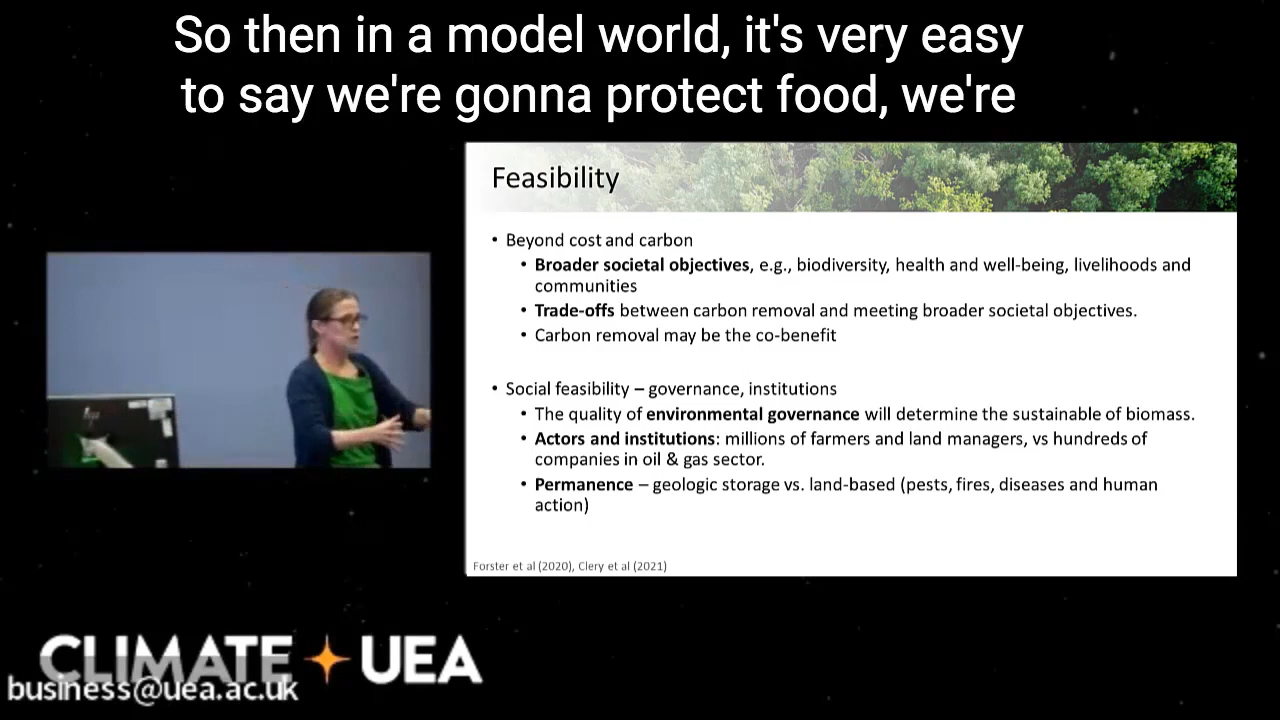 So then in a model world, it's very easy
to say we're gonna protect food, we're
Feasibility
• Beyond cost and carbon
• Broader societal objectives, e.g., biodiversity, health and well-being, livelihoods and
communities
• Trade-offs between carbon removal and meeting broader societal objectives.
• Carbon removal may be the co-benefit
• Social feasibility – governance, institutions
• The quality of environmental governance will determine the sustainable of biomass.
• Actors and institutions: millions of farmers and land managers, vs hundreds of
companies in oil & gas sector.
• Permanence – geologic storage vs. land-based (pests, fires, diseases and human
action)
Forster et al (2020), Clery et al (2021)
CLIMATE UEA
business@uea.ac.uk